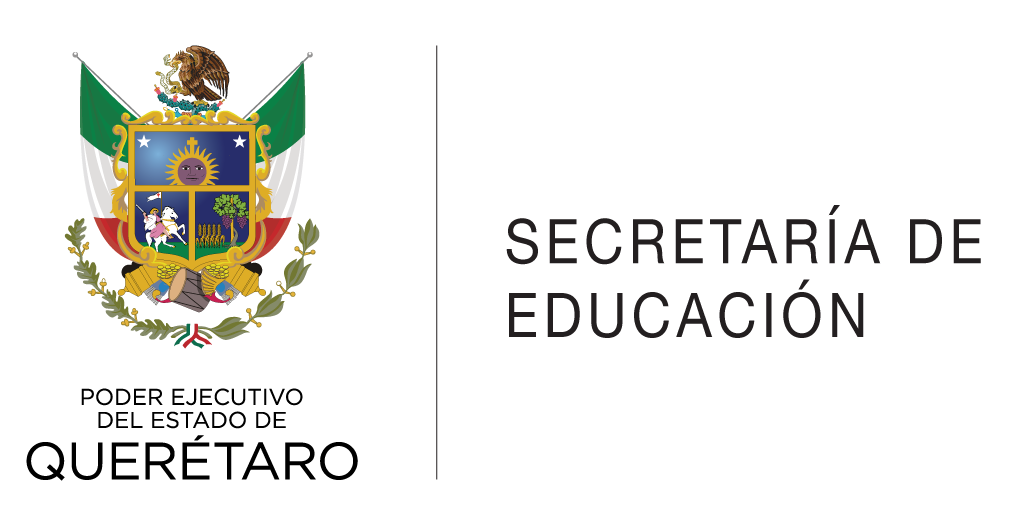 PODER EJECUTIVO
DEL ESTADO DE
QUERÉTARO
SECRETARÍA DE
EDUCACIÓN